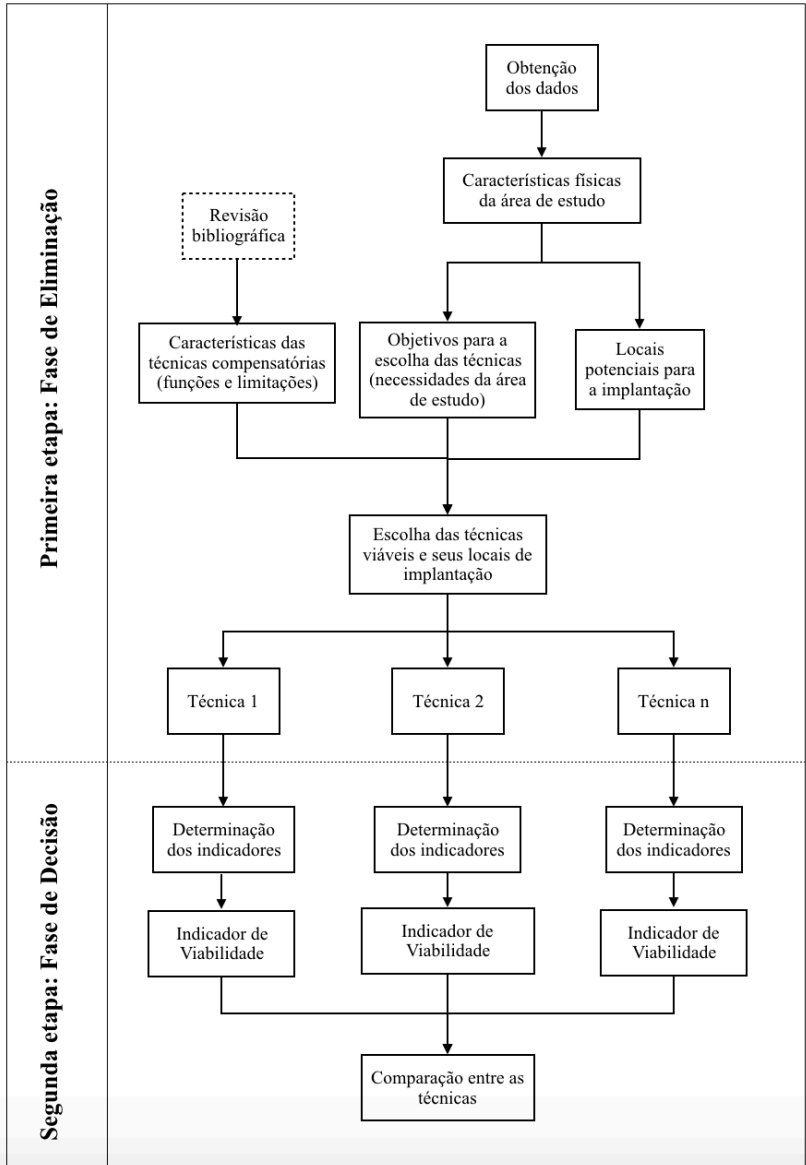 Primeira etapa: Fase de Eliminação
Obtenção
dos dados
Características físicas
da área de estudo
Revisão
bibliográfica
Características das
técnicas compensatórias
(funções e limitações)
Objetivos para a
escolha das técnicas
(necessidades da área
de estudo)
Locais
potenciais para
a implantação
Escolha das técnicas
viáveis e seus locais de
implantação
Técnica 1
Técnica 2
Técnica n
Segunda etapa: Fase de Decisão
Determinação
dos indicadores
Determinação
dos indicadores
Determinação
dos indicadores
Indicador de
Viabilidade
Indicador de
Viabilidade
Indicador de
Viabilidade
Comparação entre as
técnicas